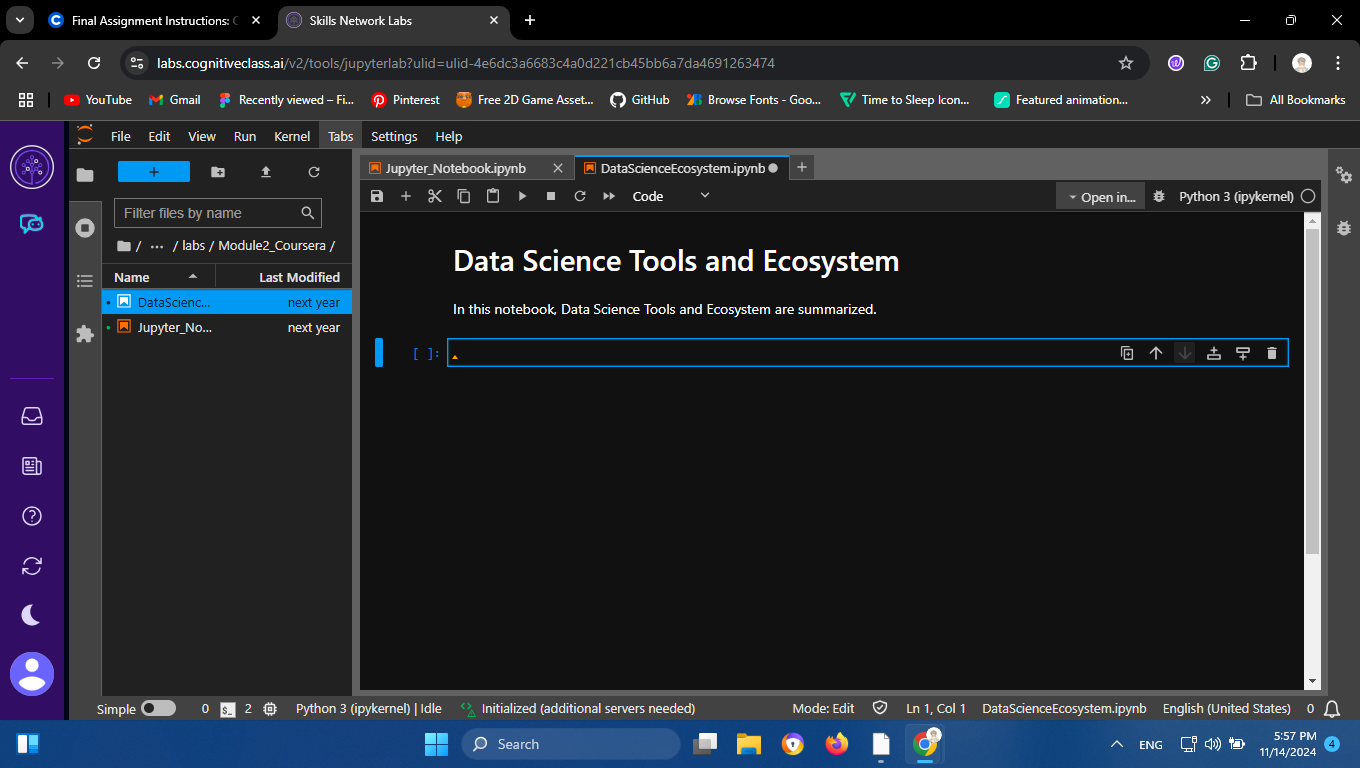 Final Assignment Instructions: C
Skills Network Labs
labs.cognitiveclass.ai/v2/tools/jupyterlab?ulid=ulid-4e6dc3a6683c4a0d221cb45bb6a7da4691263474
YouTube Gmail Recently viewed – Fi... Pinterest Free 2D Game Asset... GitHub Browse Fonts - Goo... Time to Sleep Icon... Featured animation... » All Bookmarks
File Edit View Run Kernel Tabs Settings Help
Jupyter_Notebook.ipynb
DataScienceEcosystem.ipynb
Code
Open in...
Python 3 (ipykernel)
Filter files by name
/ ... / labs / Module2_Coursera /
Name Last Modified
DataScienc... next year
Jupyter_No... next year
Data Science Tools and Ecosystem
In this notebook, Data Science Tools and Ecosystem are summarized.
[ ]:
Simple 0 $_ 2 Python 3 (ipykernel) | Idle Initialized (additional servers needed) Mode: Edit Ln 1, Col 1 DataScienceEcosystem.ipynb English (United States) 0
Search
ENG
5:57 PM
11/14/2024
4